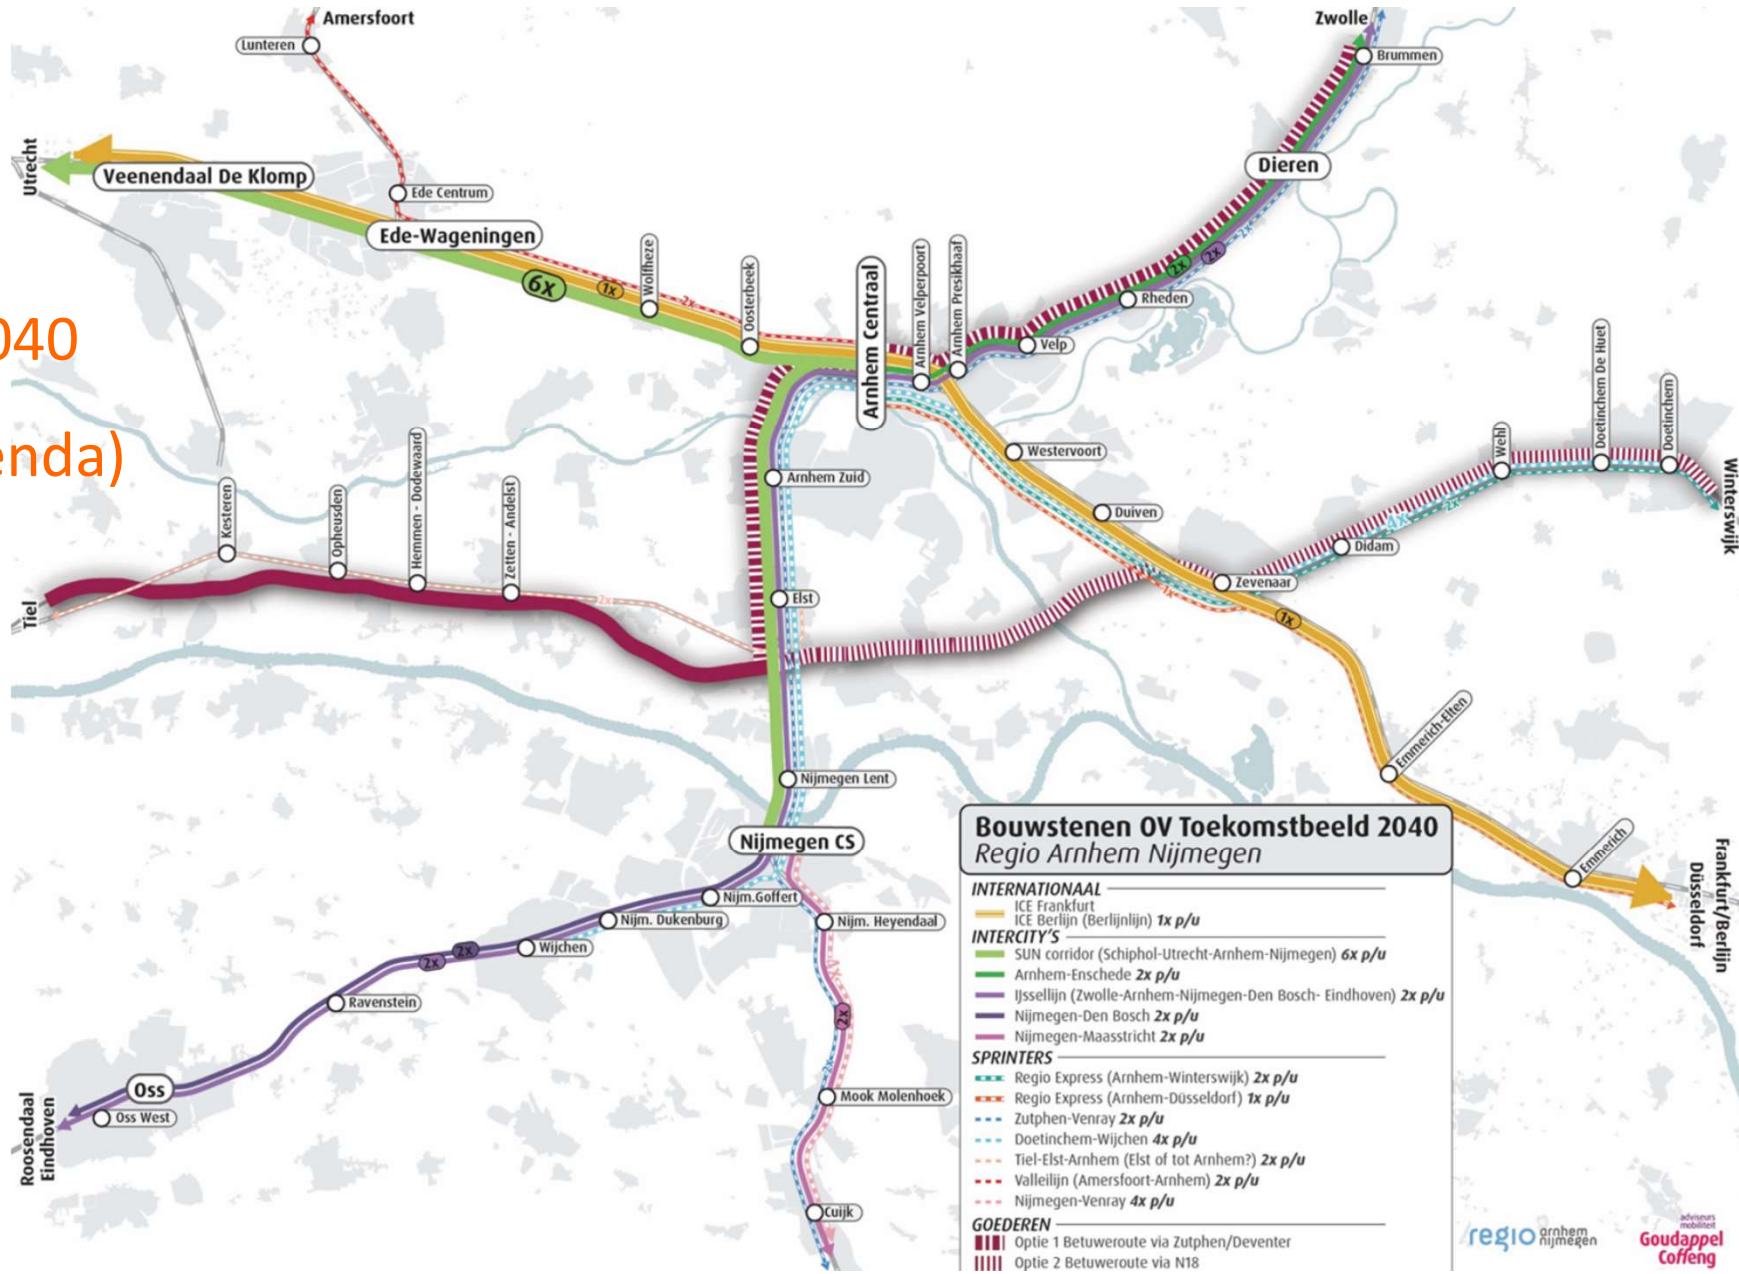 Amersfoort
Lunteren
Zwolle
Brummen
Utrecht
Veenendaal De Klomp
Ede Centrum
Dieren
Ede-Wageningen
6x
1x
2x
Wolfheze
Oosterbeek
Arnhem Centraal
Arnhem Velperpoort
Arnhem Presikhaaf
2x
2x
2x
Rheden
Velp
040
enda)
Westervoort
Duiven
Arnhem Zuid
Wehl
Doetinchem De Huet
Doetinchem
Winterswijk
4x
2x
Didam
Kesteren
Opheusden
Hemmen - Dodewaard
Zetten - Andelst
2x
Elst
Zevenaar
1x
1x
Tiel
Emmerich-Elten
Nijmegen Lent
Nijmegen CS
Emmerich
Frankfurt/Berlijn
Düsseldorf
Nijm.Goffert
Nijm. Dukenburg
Wijchen
Nijm. Heyendaal
2x
2x
Ravenstein
4x
2x
2x
Oss
Oss West
Mook Molenhoek
Cuijk
Roosendaal
Eindhoven
Bouwstenen OV Toekomstbeeld 2040
Regio Arnhem Nijmegen
INTERNATIONAAL
ICE Frankfurt
ICE Berlijn (Berlijnlijn) 1x p/u
INTERCITY'S
SUN corridor (Schiphol-Utrecht-Arnhem-Nijmegen) 6x p/u
Arnhem-Enschede 2x p/u
IJssellijn (Zwolle-Arnhem-Nijmegen-Den Bosch- Eindhoven) 2x p/u
Nijmegen-Den Bosch 2x p/u
Nijmegen-Maasstricht 2x p/u
SPRINTERS
Regio Express (Arnhem-Winterswijk) 2x p/u
Regio Express (Arnhem-Düsseldorf) 1x p/u
Zutphen-Venray 2x p/u
Doetinchem-Wijchen 4x p/u
Tiel-Elst-Arnhem (Elst of tot Arnhem?) 2x p/u
Valleilijn (Amersfoort-Arnhem) 2x p/u
Nijmegen-Venray 4x p/u
GOEDEREN
Optie 1 Betuweroute via Zutphen/Deventer
Optie 2 Betuweroute via N18
regio arnhem
nijmegen
adviseurs
mobiliteit
Goudappel
Coffeng